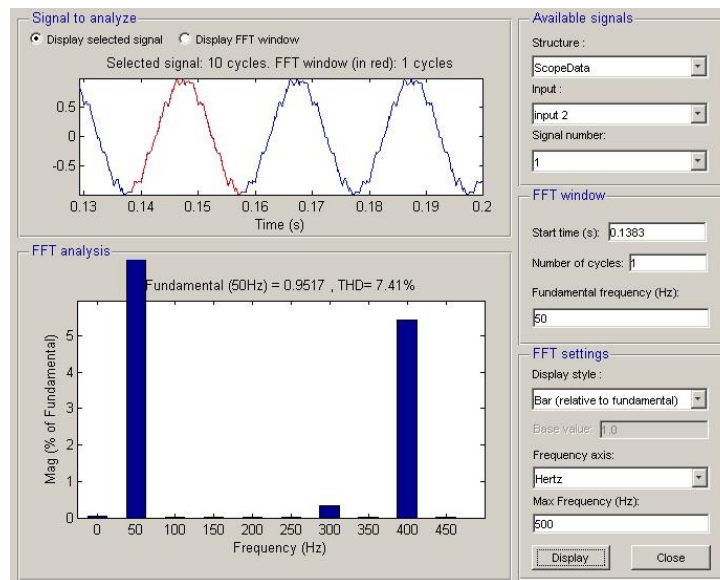 Signal to analyze
Display selected signal Display FFT window
Selected signal: 10 cycles. FFT window (in red): 1 cycles
0.5
0
-0.5
0.13 0.14 0.15 0.16 0.17 0.18 0.19 0.2
Time (s)
FFT analysis
Fundamental (50Hz) = 0.9517 , THD= 7.41%
5
4
3
2
1
0
Mag (% of Fundamental)
0 50 100 150 200 250 300 350 400 450
Frequency (Hz)
Available signals
Structure :
ScopeData
Input :
input 2
Signal number:
1
FFT window
Start time (s): 0.1383
Number of cycles: 1
Fundamental frequency (Hz):
50
FFT settings
Display style :
Bar (relative to fundamental)
Base value: 1.0
Frequency axis:
Hertz
Max Frequency (Hz):
500
Display Close